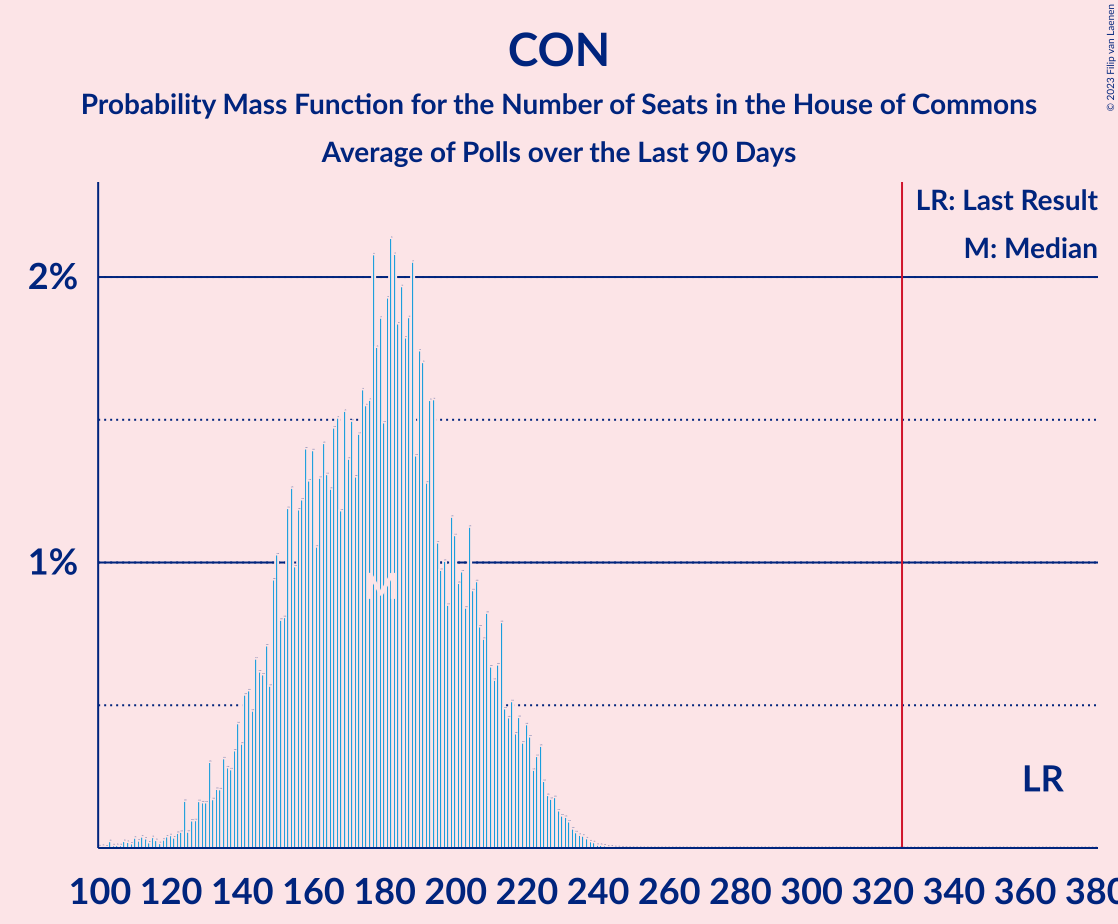 CON
Probability Mass Function for the Number of Seats in the House of Commons
Average of Polls over the Last 90 Days
© 2023 Filip van Laenen
LR: Last Result
M: Median
2%
1%
M
LR
100 120 140 160 180 200 220 240 260 280 300 320 340 360 380